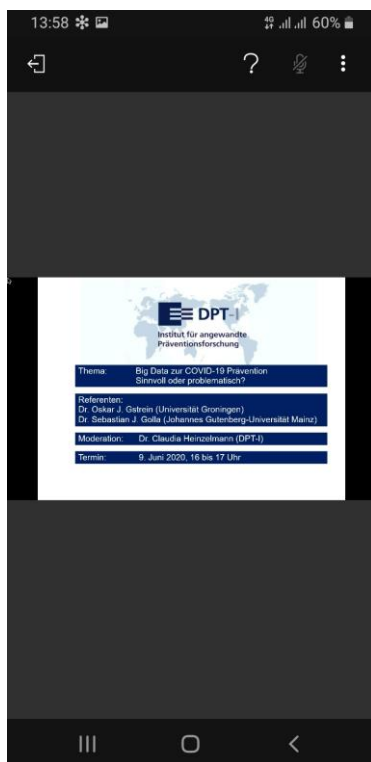 13:58
4G
60%
?
DPT-I
Institut für angewandte
Präventionsforschung
Thema: Big Data zur COVID-19 Prävention
Sinnvoll oder problematisch?
Referenten:
Dr. Oskar J. Gstrein (Universität Groningen)
Dr. Sebastian J. Golla (Johannes Gutenberg-Universität Mainz)
Moderation: Dr. Claudia Heinzelmann (DPT-I)
Termin: 9. Juni 2020, 16 bis 17 Uhr